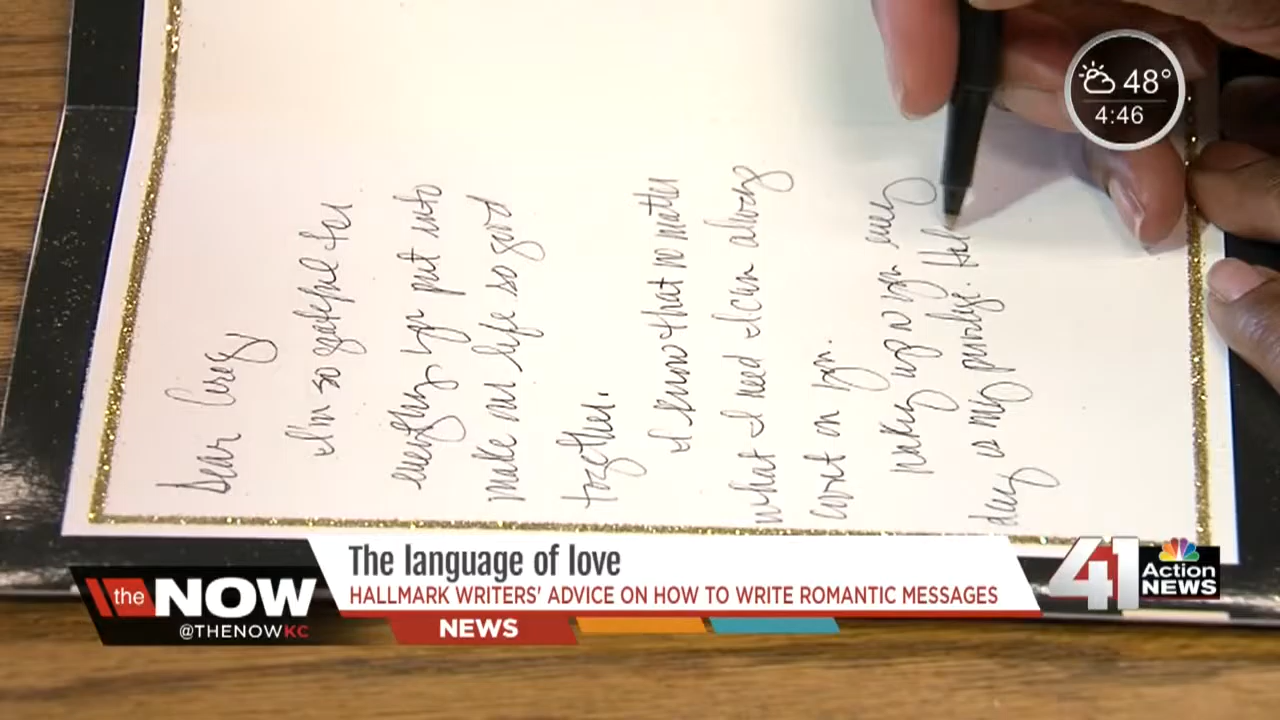 48°
4:46
Dear Greg
I'm so grateful for
everything you put into
make our life so good
together.
I know that no matter
what I need I can always
count on you.
waking up to you every
day is my privilge.
The language of love
HALLMARK WRITERS' ADVICE ON HOW TO WRITE ROMANTIC MESSAGES
the NOW
@THENOWKC
NEWS
41 Action NEWS